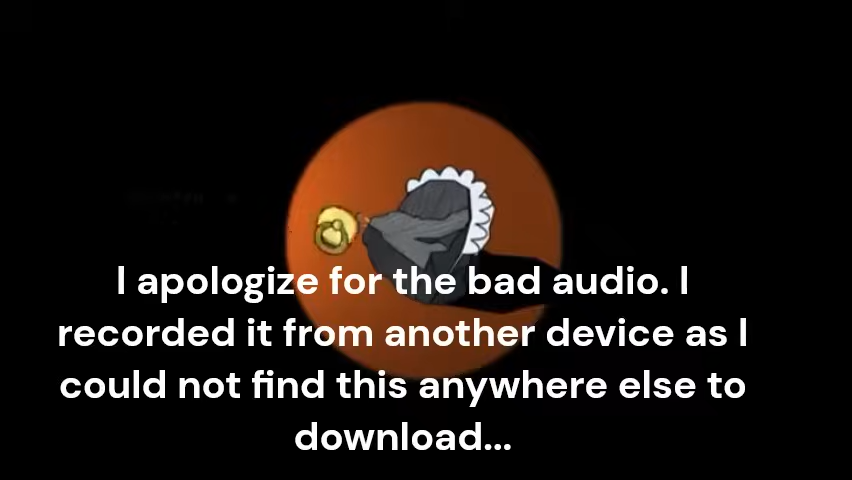 I apologize for the bad audio. I
recorded it from another device as I
could not find this anywhere else to
download...